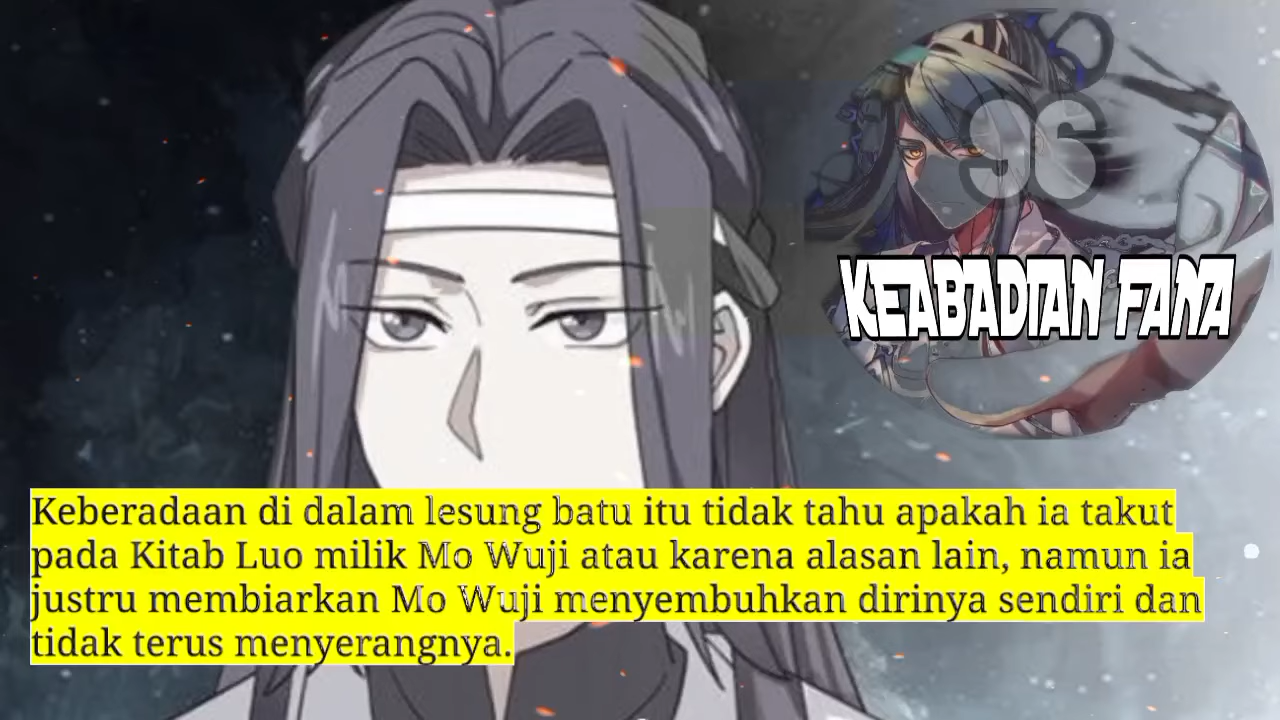 96
KEABADIAN FANA
Keberadaan di dalam lesung batu itu tidak tahu apakah ia takut
pada Kitab Luo milik Mo Wuji atau karena alasan lain, namun ia
justru membiarkan Mo Wuji menyembuhkan dirinya sendiri dan
tidak terus menyerangnya.